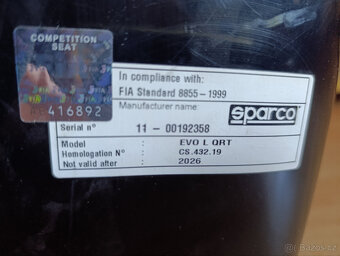 COMPETITION
SEAT
416892
In compliance with:
FIA Standard 8855-1999
Manufacturer name:
sparco
Serial n° 11 - 00192358
Model : EVO L QRT
Homologation N° : CS.432.19
Not valid after : 2026